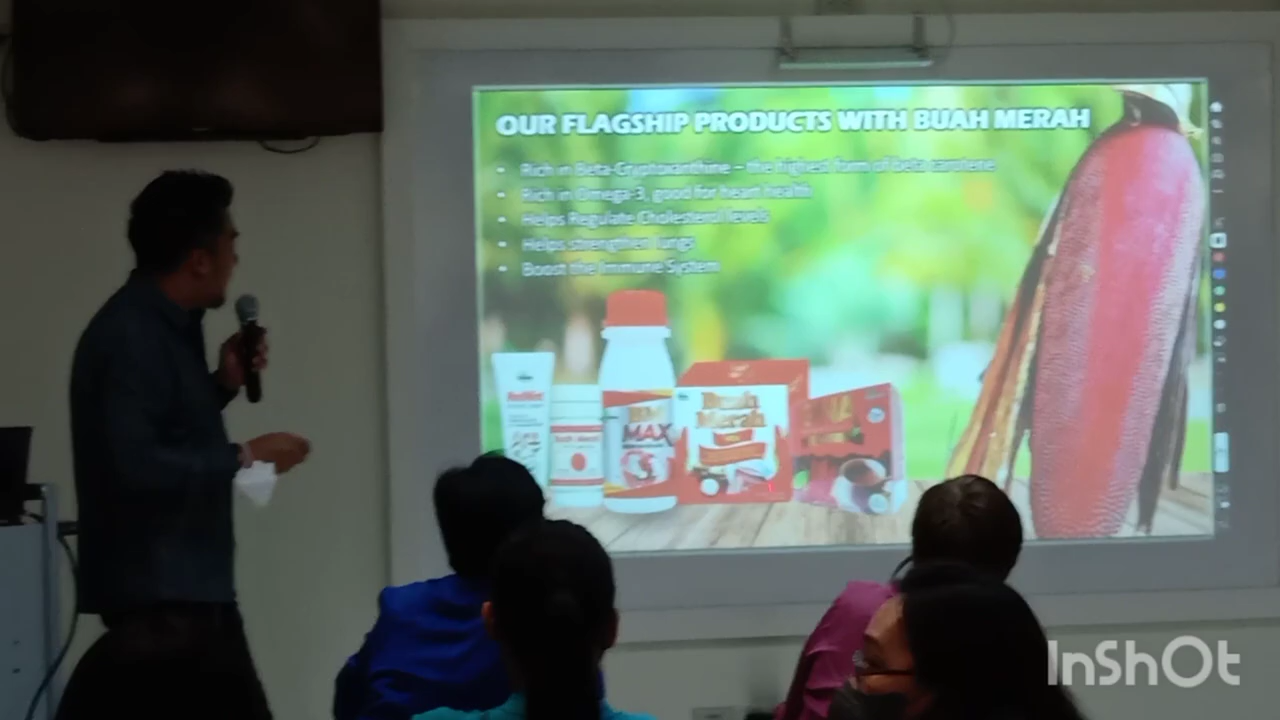 OUR FLAGSHIP PRODUCTS WITH BUAH MERAH
• Rich in Beta-Cryptoxanthine – the highest form of beta carotene
• Rich in Omega-3, good for heart health
• Helps Regulate Cholesterol levels
• Helps strengthen lungs
• Boost the Immune System
MAX
Buah
Merah
InShOt